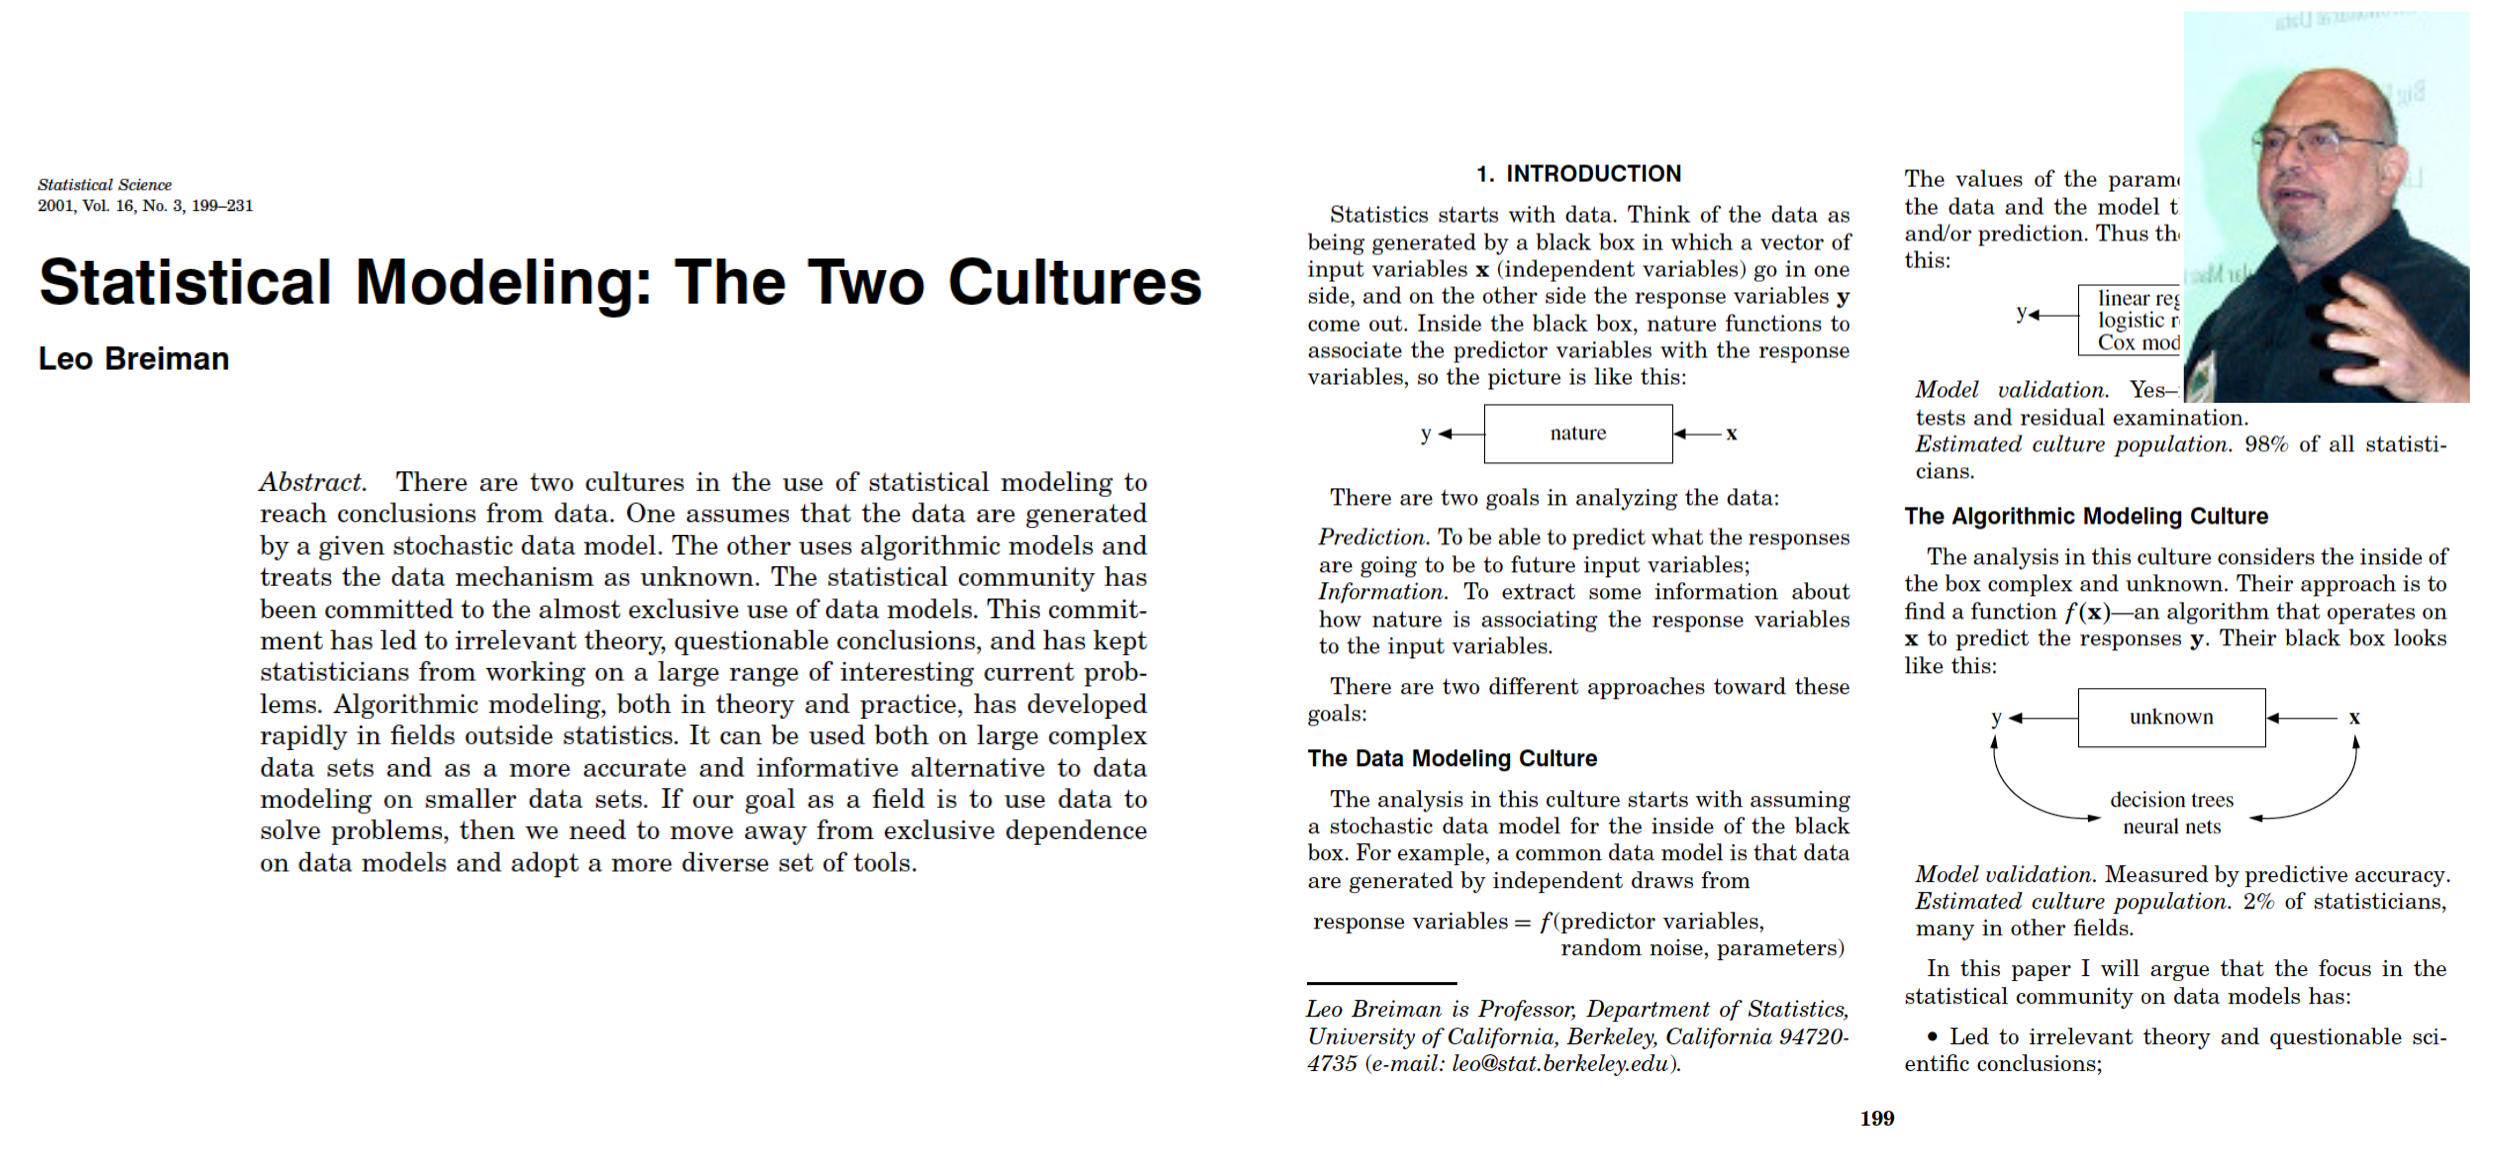 Statistical Science
2001, Vol. 16, No. 3, 199–231
Statistical Modeling: The Two Cultures
Leo Breiman
Abstract. There are two cultures in the use of statistical modeling to
reach conclusions from data. One assumes that the data are generated
by a given stochastic data model. The other uses algorithmic models and
treats the data mechanism as unknown. The statistical community has
been committed to the almost exclusive use of data models. This commit-
ment has led to irrelevant theory, questionable conclusions, and has kept
statisticians from working on a large range of interesting current prob-
lems. Algorithmic modeling, both in theory and practice, has developed
rapidly in fields outside statistics. It can be used both on large complex
data sets and as a more accurate and informative alternative to data
modeling on smaller data sets. If our goal as a field is to use data to
solve problems, then we need to move away from exclusive dependence
on data models and adopt a more diverse set of tools.
1. INTRODUCTION
Statistics starts with data. Think of the data as
being generated by a black box in which a vector of
input variables x (independent variables) go in one
side, and on the other side the response variables y
come out. Inside the black box, nature functions to
associate the predictor variables with the response
variables, so the picture is like this:
y nature x
There are two goals in analyzing the data:
Prediction. To be able to predict what the responses
are going to be to future input variables;
Information. To extract some information about
how nature is associating the response variables
to the input variables.
There are two different approaches toward these
goals:
The Data Modeling Culture
The analysis in this culture starts with assuming
a stochastic data model for the inside of the black
box. For example, a common data model is that data
are generated by independent draws from
response variables = f(predictor variables,
random noise, parameters)
Leo Breiman is Professor, Department of Statistics,
University of California, Berkeley, California 94720-
4735 (e-mail: leo@stat.berkeley.edu).
The values of the param
the data and the model t
and/or prediction. Thus th
this:
y linear reg
logistic r
Cox mod
Model validation. Yes–
tests and residual examination.
Estimated culture population. 98% of all statisti-
cians.
The Algorithmic Modeling Culture
The analysis in this culture considers the inside of
the box complex and unknown. Their approach is to
find a function f(x)—an algorithm that operates on
x to predict the responses y. Their black box looks
like this:
y unknown x
decision trees
neural nets
Model validation. Measured by predictive accuracy.
Estimated culture population. 2% of statisticians,
many in other fields.
In this paper I will argue that the focus in the
statistical community on data models has:
• Led to irrelevant theory and questionable sci-
entific conclusions;
199